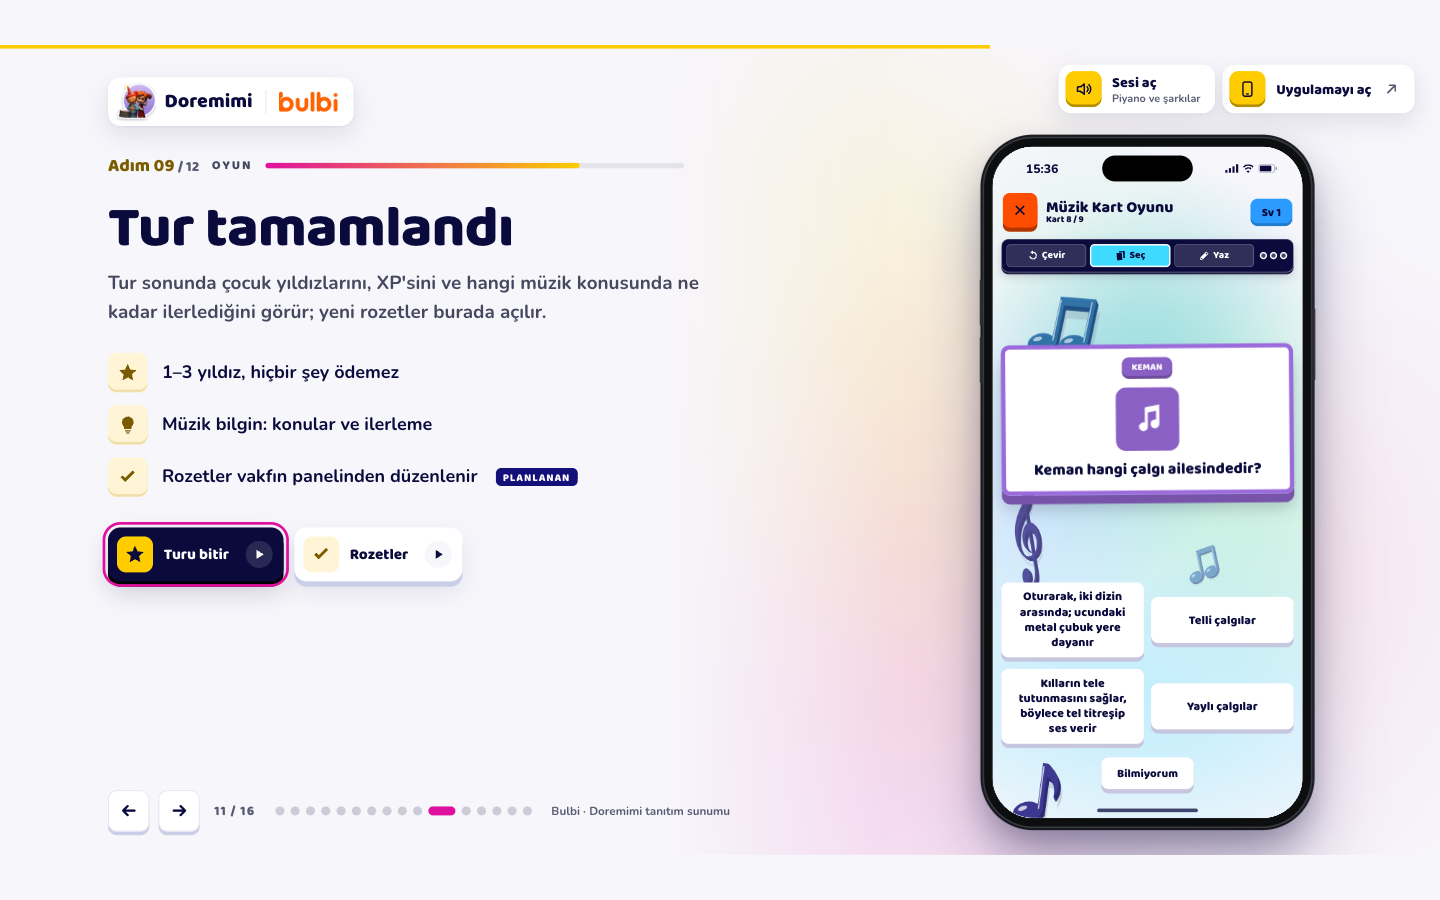 Doremimi
bulbi
Sesi aç
Piyano ve şarkılar
Uygulamayı aç
Adım 09 / 12 OYUN
Tur tamamlandı
Tur sonunda çocuk yıldızlarını, XP'sini ve hangi müzik konusunda ne
kadar ilerlediğini görür; yeni rozetler burada açılır.
1–3 yıldız, hiçbir şey ödemez
Müzik bilgin: konular ve ilerleme
Rozetler vakfın panelinden düzenlenir PLANLANAN
Turu bitir
Rozetler
11 / 16
Bulbi · Doremimi tanıtım sunumu
15:36
Müzik Kart Oyunu
Kart 8 / 9
Sv 1
Çevir
Seç
Yaz
KEMAN
Keman hangi çalgı ailesindedir?
Oturarak, iki dizin
arasında; ucundaki
metal çubuk yere
dayanır
Telli çalgılar
Kılların tele
tutunmasını sağlar,
böylece tel titreşip
ses verir
Yaylı çalgılar
Bilmiyorum